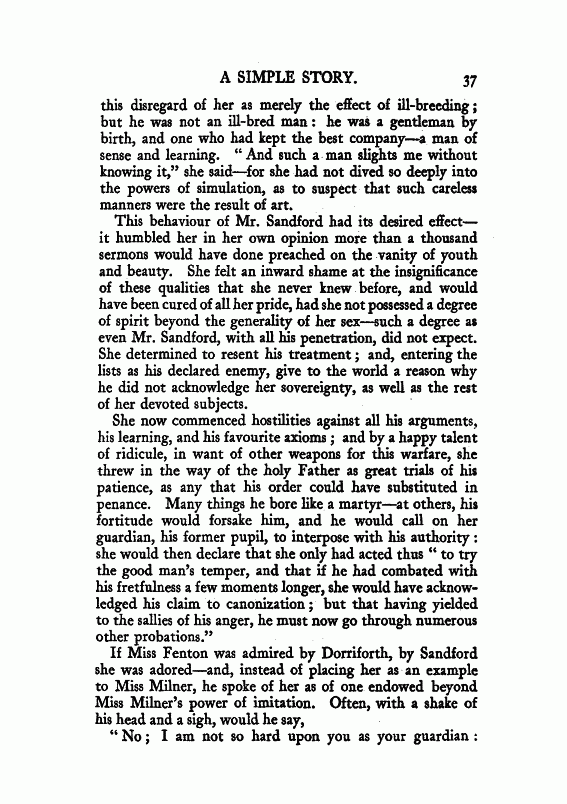 A SIMPLE STORY. 37
this disregard of her as merely the effect of ill-breeding;
but he was not an ill-bred man: he was a gentleman by
birth, and one who had kept the best company—a man of
sense and learning. “And such a man slights me without
knowing it,” she said—for she had not dived so deeply into
the powers of simulation, as to suspect that such careless
manners were the result of art.
This behaviour of Mr. Sandford had its desired effect—
it humbled her in her own opinion more than a thousand
sermons would have done preached on the vanity of youth
and beauty. She felt an inward shame at the insignificance
of these qualities that she never knew before, and would
have been cured of all her pride, had she not possessed a degree
of spirit beyond the generality of her sex—such a degree as
even Mr. Sandford, with all his penetration, did not expect.
She determined to resent his treatment; and, entering the
lists as his declared enemy, give to the world a reason why
he did not acknowledge her sovereignty, as well as the rest
of her devoted subjects.
She now commenced hostilities against all his arguments,
his learning, and his favourite axioms; and by a happy talent
of ridicule, in want of other weapons for this warfare, she
threw in the way of the holy Father as great trials of his
patience, as any that his order could have substituted in
penance. Many things he bore like a martyr—at others, his
fortitude would forsake him, and he would call on her
guardian, his former pupil, to interpose with his authority:
she would then declare that she only had acted thus “to try
the good man's temper, and that if he had combated with
his fretfulness a few moments longer, she would have acknow-
ledged his claim to canonization; but that having yielded
to the sallies of his anger, he must now go through numerous
other probations.”
If Miss Fenton was admired by Dorriforth, by Sandford
she was adored—and, instead of placing her as an example
to Miss Milner, he spoke of her as of one endowed beyond
Miss Milner's power of imitation. Often, with a shake of
his head and a sigh, would he say,
“No; I am not so hard upon you as your guardian: